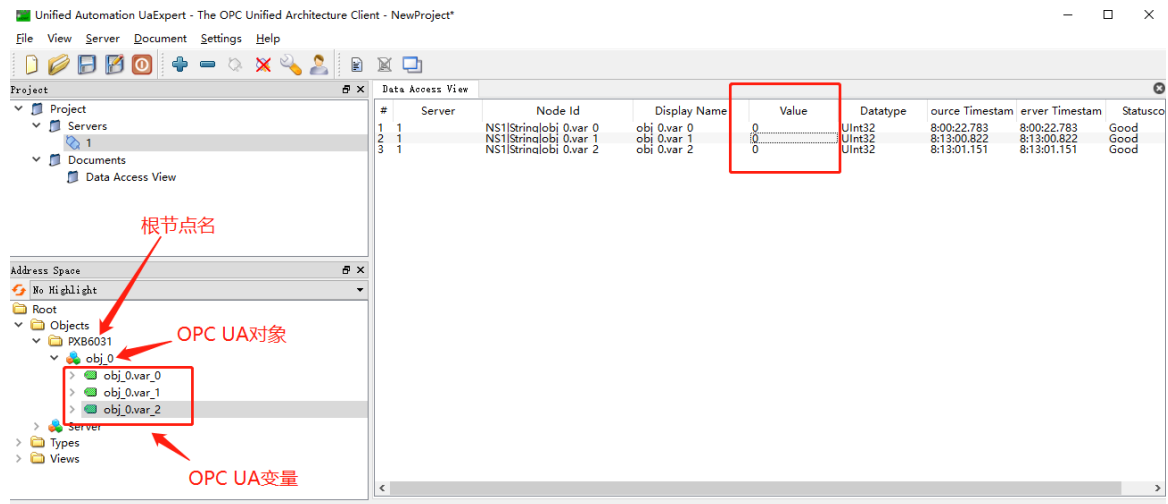 Unified Automation UaExpert - The OPC Unified Architecture Client - NewProject*
File View Server Document Settings Help
Project
Project
Servers
1
Documents
Data Access View
根节点名
Address Space
No Highlight
Root
Objects
PXB6031
OPC UA对象
obj_0
obj_0.var_0
obj_0.var_1
obj_0.var_2
Server
Types
Views
OPC UA变量
Data Access View
# Server Node Id Display Name Value Datatype ource Timestam erver Timestam Statusco
1 1 NS1|String|obj_0.var_0 obj_0.var_0 0 UInt32 8:00:22.783 8:00:22.783 Good
2 1 NS1|String|obj_0.var_1 obj_0.var_1 0 UInt32 8:13:00.822 8:13:00.822 Good
3 1 NS1|String|obj_0.var_2 obj_0.var_2 0 UInt32 8:13:01.151 8:13:01.151 Good